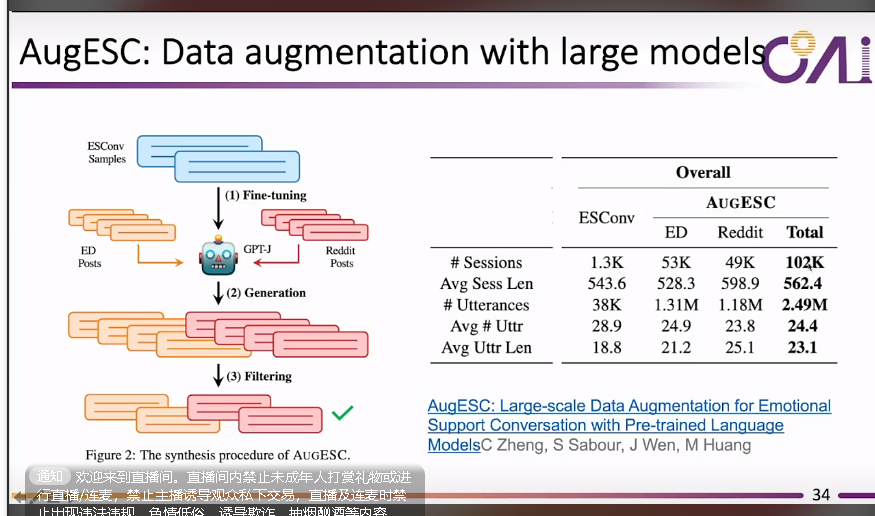 AugESC: Data augmentation with large models
COAI
ESConv
Samples
(1) Fine-tuning
ED
Posts
GPT-J
Reddit
Posts
(2) Generation
(3) Filtering
Figure 2: The synthesis procedure of AUGESC.
Overall
ESConv
AUGESC
ED Reddit Total
# Sessions 1.3K 53K 49K 102K
Avg Sess Len 543.6 528.3 598.9 562.4
# Utterances 38K 1.31M 1.18M 2.49M
Avg # Uttr 28.9 24.9 23.8 24.4
Avg Uttr Len 18.8 21.2 25.1 23.1
AugESC: Large-scale Data Augmentation for Emotional
Support Conversation with Pre-trained Language
ModelsC Zheng, S Sabour, J Wen, M Huang
通知 欢迎来到直播间。直播间内禁止未成年人打赏礼物或进
行直播/连麦，禁止主播诱导观众私下交易，直播及连麦时禁
止出现违法违规、色情低俗、诱导欺诈、抽烟酗酒等内容
34